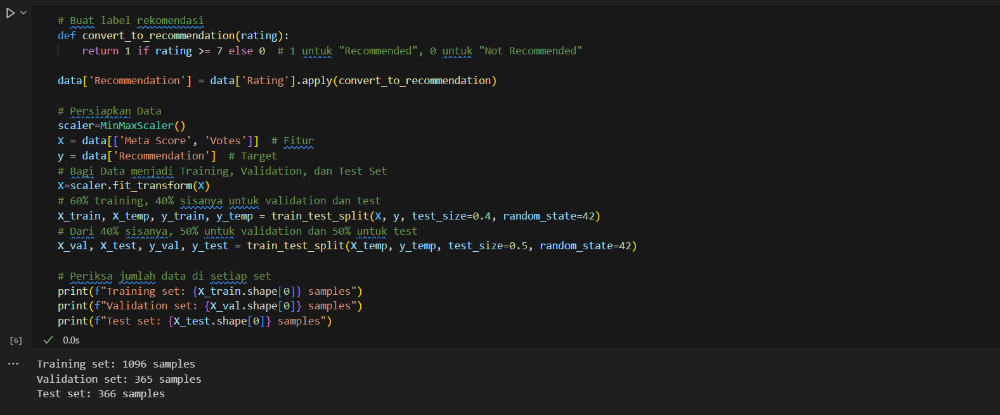 # Buat label rekomendasi
def convert_to_recommendation(rating):
    return 1 if rating >= 7 else 0  # 1 untuk "Recommended", 0 untuk "Not Recommended"
data['Recommendation'] = data['Rating'].apply(convert_to_recommendation)
# Persiapkan Data
scaler=MinMaxScaler()
X = data[['Meta Score', 'Votes']]  # Fitur
y = data['Recommendation']  # Target
# Bagi Data menjadi Training, Validation, dan Test Set
X=scaler.fit_transform(X)
# 60% training, 40% sisanya untuk validation dan test
X_train, X_temp, y_train, y_temp = train_test_split(X, y, test_size=0.4, random_state=42)
# Dari 40% sisanya, 50% untuk validation dan 50% untuk test
X_val, X_test, y_val, y_test = train_test_split(X_temp, y_temp, test_size=0.5, random_state=42)
# Periksa jumlah data di setiap set
print(f"Training set: {X_train.shape[0]} samples")
print(f"Validation set: {X_val.shape[0]} samples")
print(f"Test set: {X_test.shape[0]} samples")
[6] 0.0s
Training set: 1096 samples
Validation set: 365 samples
Test set: 366 samples